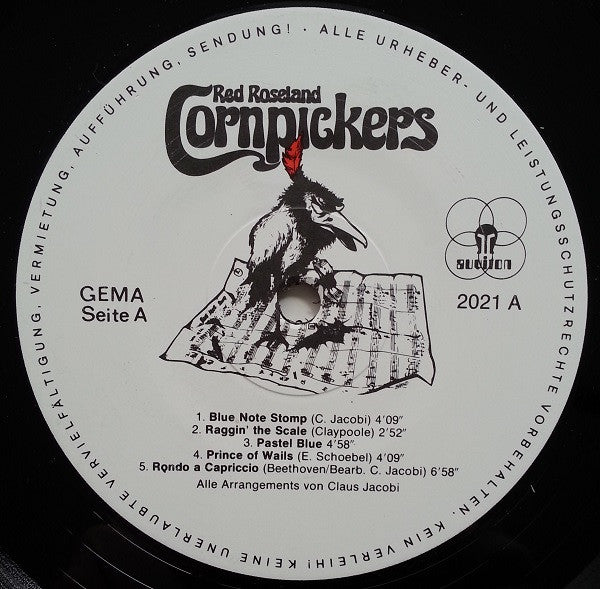 Red Roseland
Cornpickers
GEMA
Seite A
autiton
2021 A
1. Blue Note Stomp (C. Jacobi) 4'09"
2. Raggin' the Scale (Claypoole) 2'52"
3. Pastel Blue 4'58"
4. Prince of Wails (E. Schoebel) 4'09"
5. Rondo a Capriccio (Beethoven/Bearb. C. Jacobi) 6'58"
Alle Arrangements von Claus Jacobi
ALLE URHEBER- UND LEISTUNGSSCHUTZRECHTE VORBEHALTEN. KEIN VERLEIH! KEINE UNERLAUBTE VERVIELFÄLTIGUNG, VERMIETUNG, AUFFÜHRUNG, SENDUNG! ·